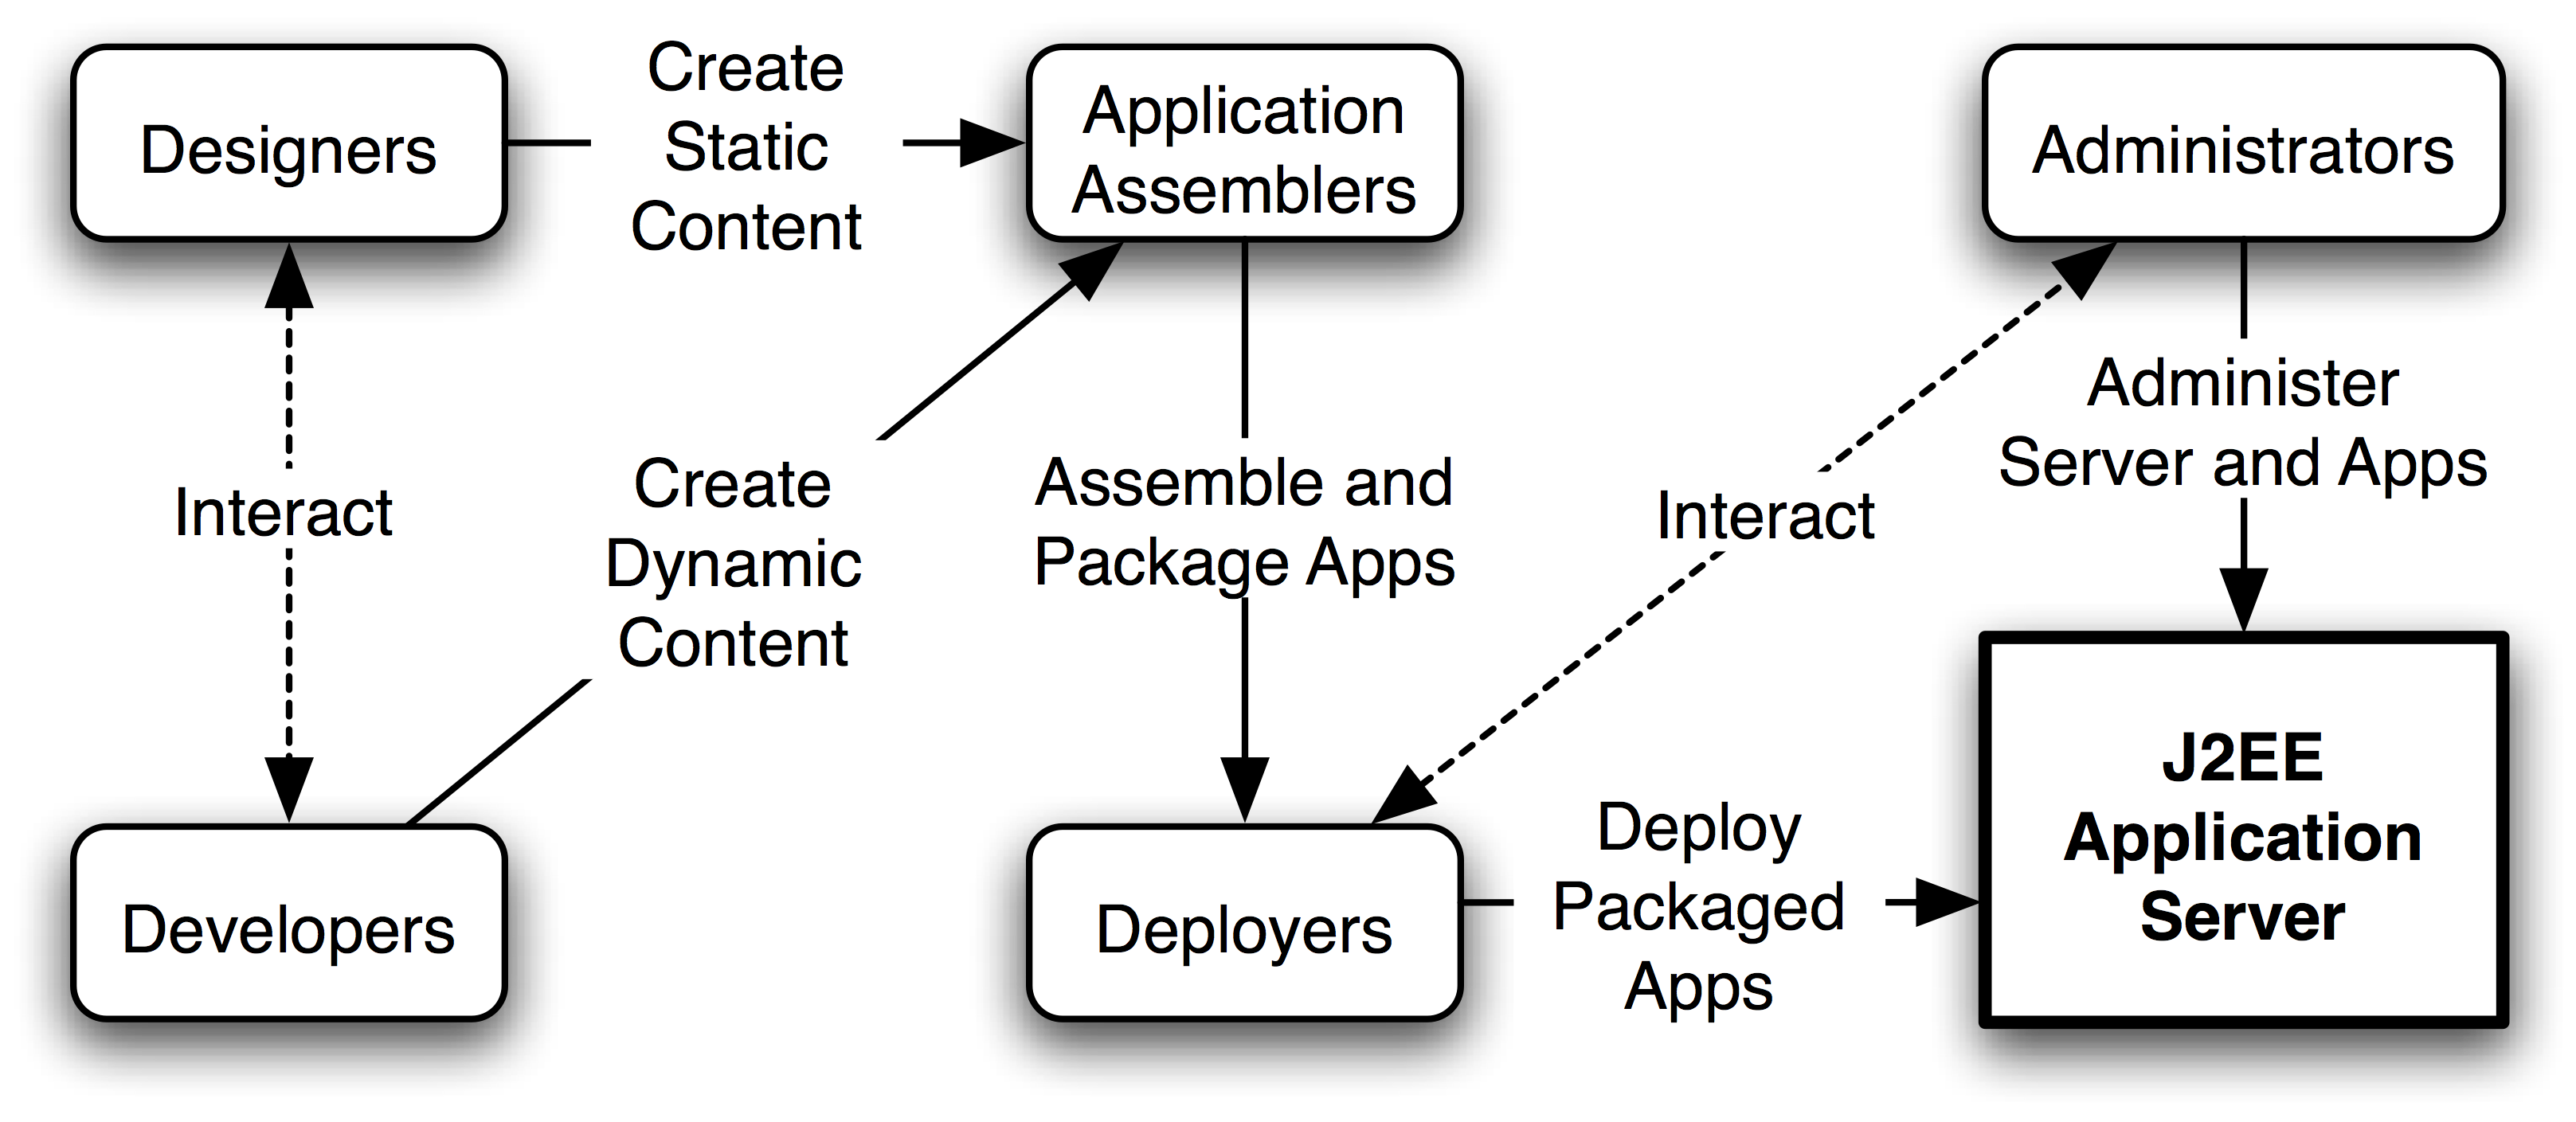 Designers
Create
Static
Content
Application
Assemblers
Administrators
Interact
Create
Dynamic
Content
Assemble and
Package Apps
Interact
Administer
Server and Apps
Developers
Deployers
Deploy
Packaged
Apps
J2EE
Application
Server